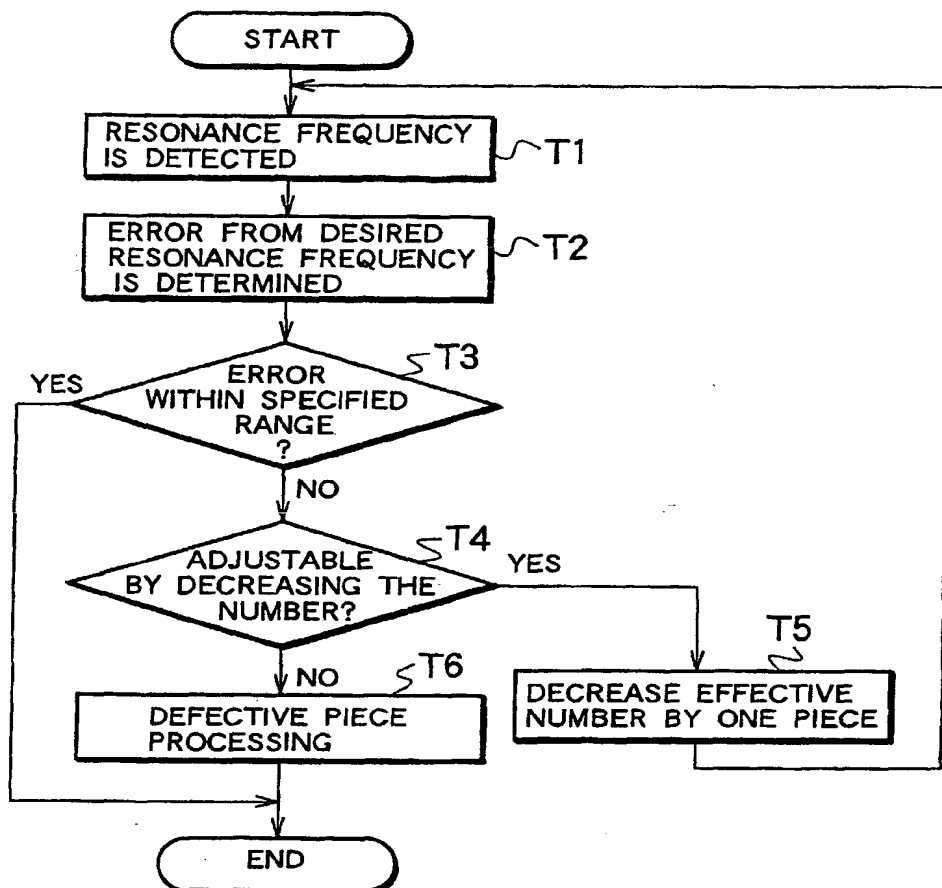 START
RESONANCE FREQUENCY
IS DETECTED
T1
ERROR FROM DESIRED
RESONANCE FREQUENCY
IS DETERMINED
T2
T3
YES
ERROR
WITHIN SPECIFIED
RANGE
?
NO
T4
ADJUSTABLE
BY DECREASING THE
NUMBER?
YES
T5
DECREASE EFFECTIVE
NUMBER BY ONE PIECE
NO
T6
DEFECTIVE PIECE
PROCESSING
END